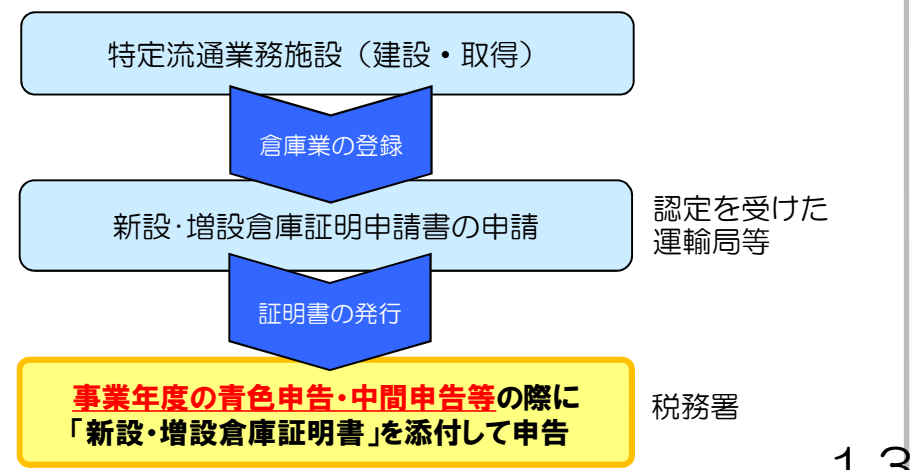 特定流通業務施設（建設・取得）
倉庫業の登録
新設･増設倉庫証明申請書の申請
認定を受けた
運輸局等
証明書の発行
事業年度の青色申告･中間申告等の際に
「新設･増設倉庫証明書」を添付して申告
税務署
13